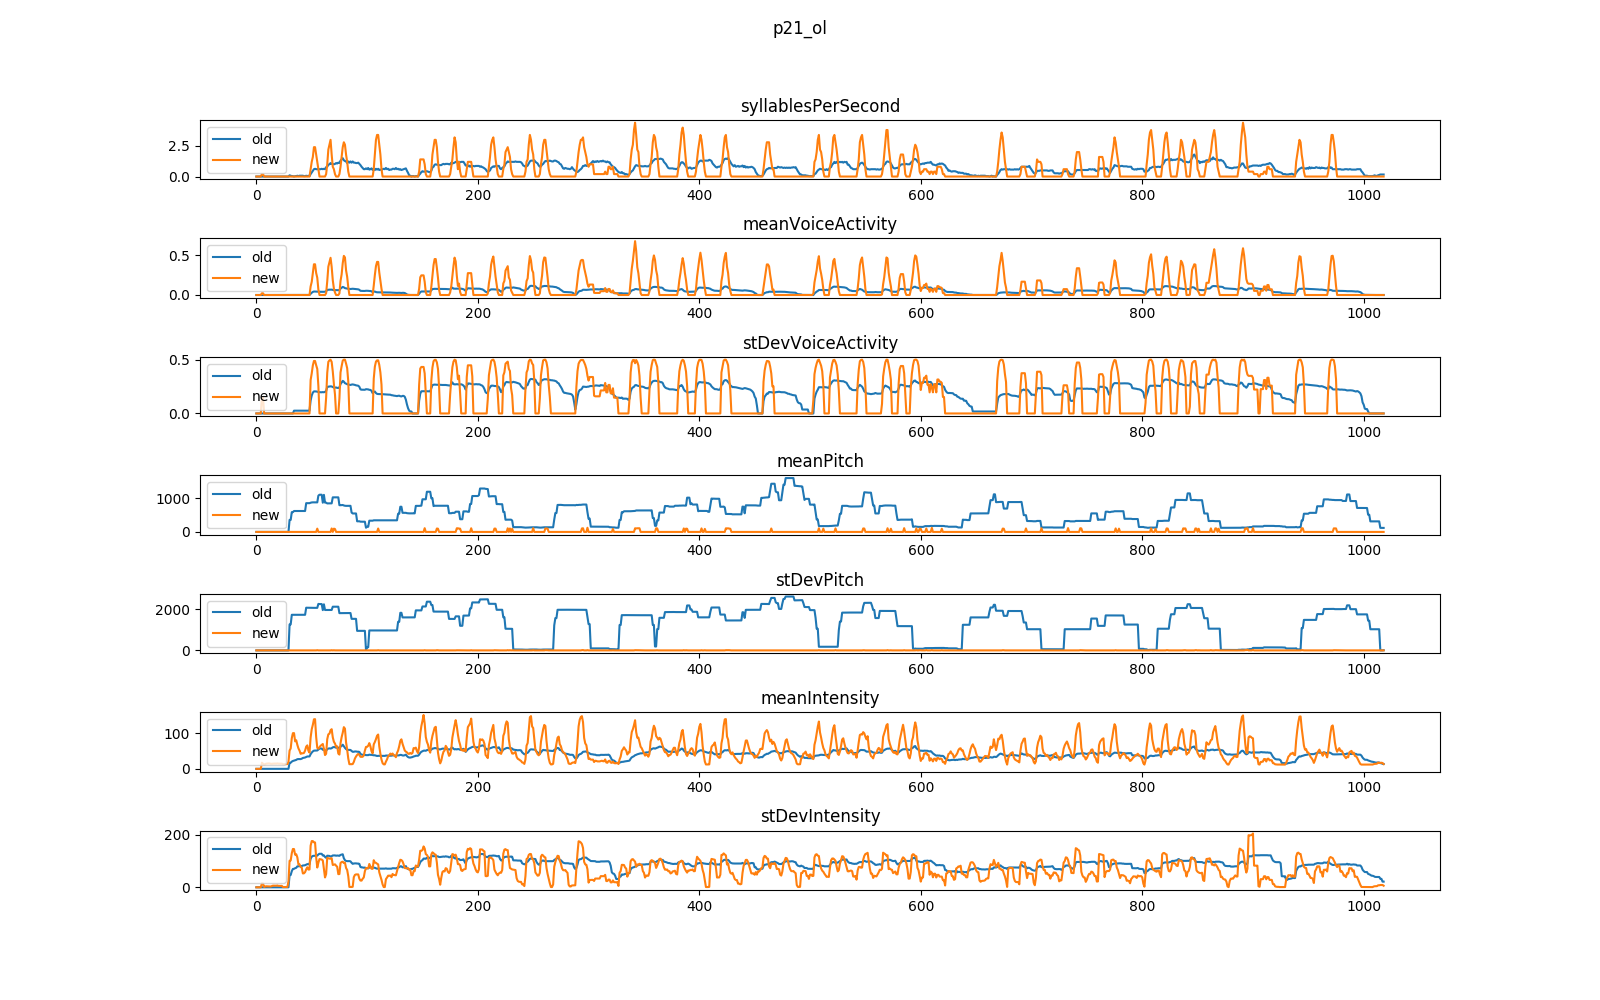 p21_ol
syllablesPerSecond
2.5
0.0
old
new
0 200 400 600 800 1000
meanVoiceActivity
0.5
0.0
old
new
0 200 400 600 800 1000
stDevVoiceActivity
0.5
0.0
old
new
0 200 400 600 800 1000
meanPitch
1000
0
old
new
0 200 400 600 800 1000
stDevPitch
2000
0
old
new
0 200 400 600 800 1000
meanIntensity
100
0
old
new
0 200 400 600 800 1000
stDevIntensity
200
0
old
new
0 200 400 600 800 1000